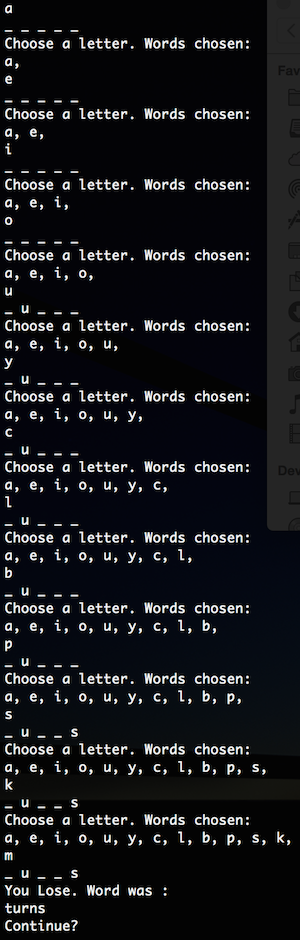 a
_ _ _ _ _
Choose a letter. Words chosen:
a,
e
_ _ _ _ _
Choose a letter. Words chosen:
a, e,
i
_ _ _ _ _
Choose a letter. Words chosen:
a, e, i,
o
_ _ _ _ _
Choose a letter. Words chosen:
a, e, i, o,
u
_ u _ _ _
Choose a letter. Words chosen:
a, e, i, o, u,
y
_ u _ _ _
Choose a letter. Words chosen:
a, e, i, o, u, y,
c
_ u _ _ _
Choose a letter. Words chosen:
a, e, i, o, u, y, c,
l
_ u _ _ _
Choose a letter. Words chosen:
a, e, i, o, u, y, c, l,
b
_ u _ _ _
Choose a letter. Words chosen:
a, e, i, o, u, y, c, l, b,
p
_ u _ _ _
Choose a letter. Words chosen:
a, e, i, o, u, y, c, l, b, p,
s
_ u _ _ s
Choose a letter. Words chosen:
a, e, i, o, u, y, c, l, b, p, s,
k
_ u _ _ s
Choose a letter. Words chosen:
a, e, i, o, u, y, c, l, b, p, s, k,
m
_ u _ _ s
You Lose. Word was :
turns
Continue?
Fav
Dev